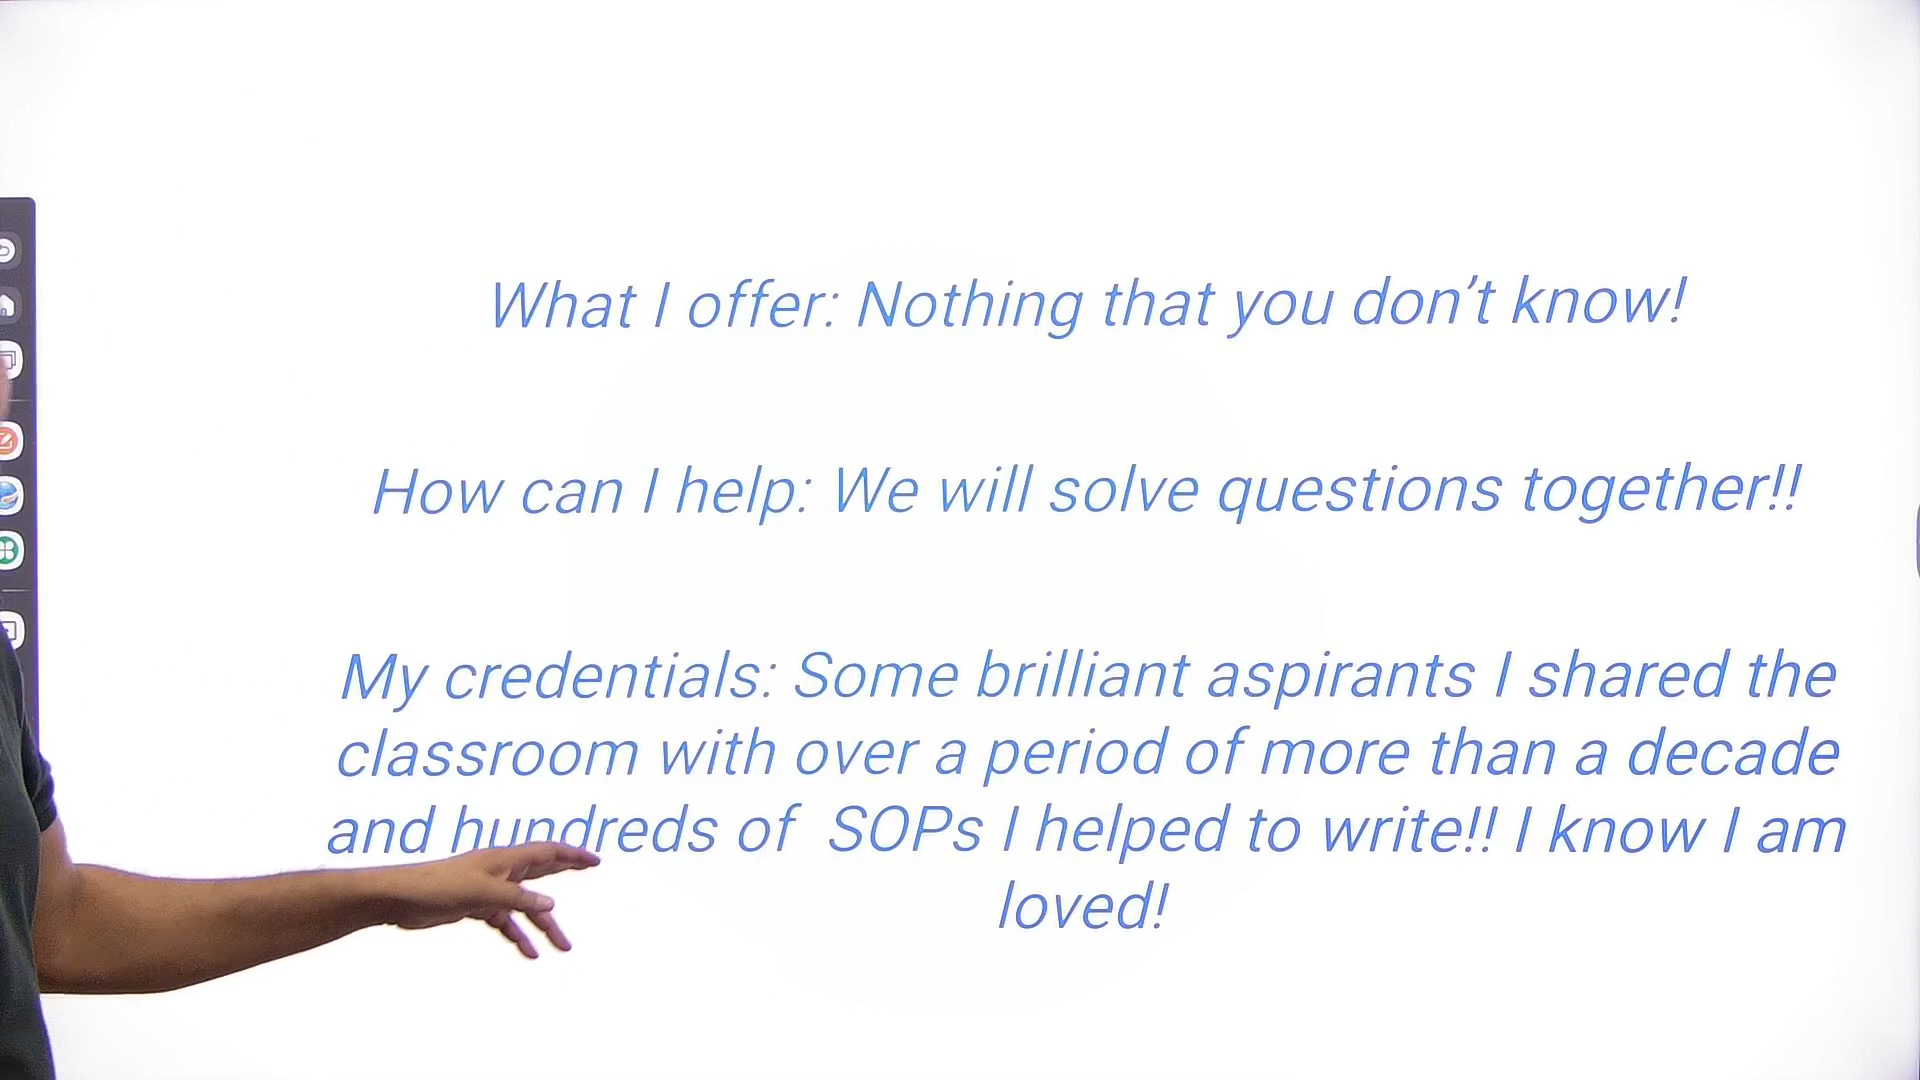 What I offer: Nothing that you don’t know!
How can I help: We will solve questions together!!
My credentials: Some brilliant aspirants I shared the
classroom with over a period of more than a decade
and hundreds of SOPs I helped to write!! I know I am
loved!